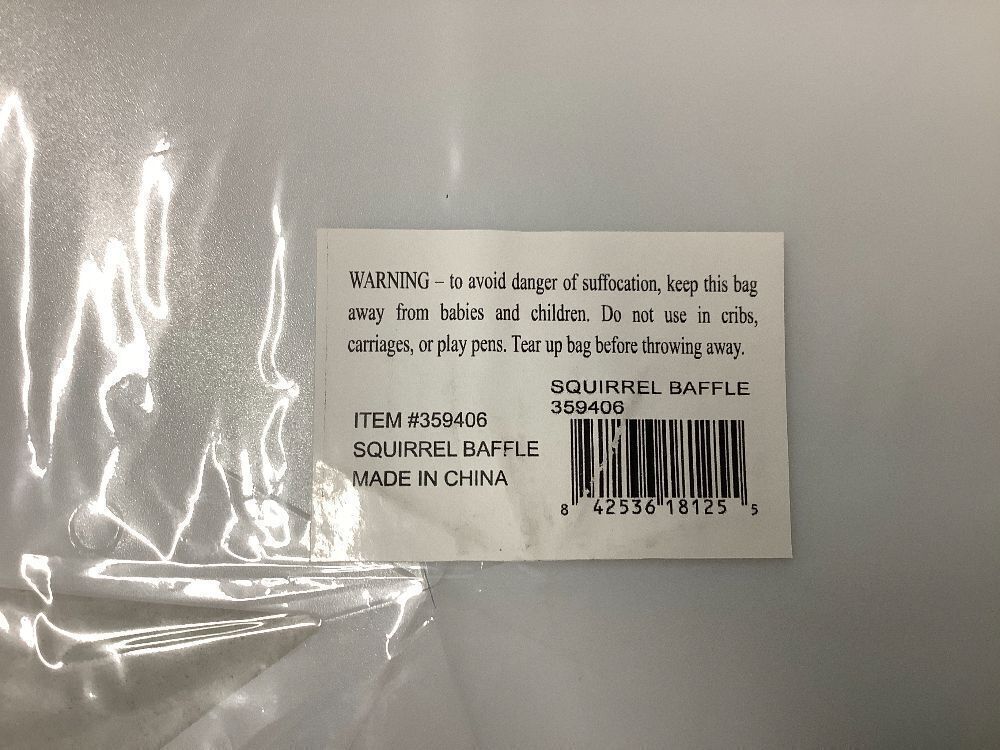 WARNING – to avoid danger of suffocation, keep this bag
away from babies and children. Do not use in cribs,
carriages, or play pens. Tear up bag before throwing away.
SQUIRREL BAFFLE
359406
ITEM #359406
SQUIRREL BAFFLE
MADE IN CHINA
8 42536 18125 5